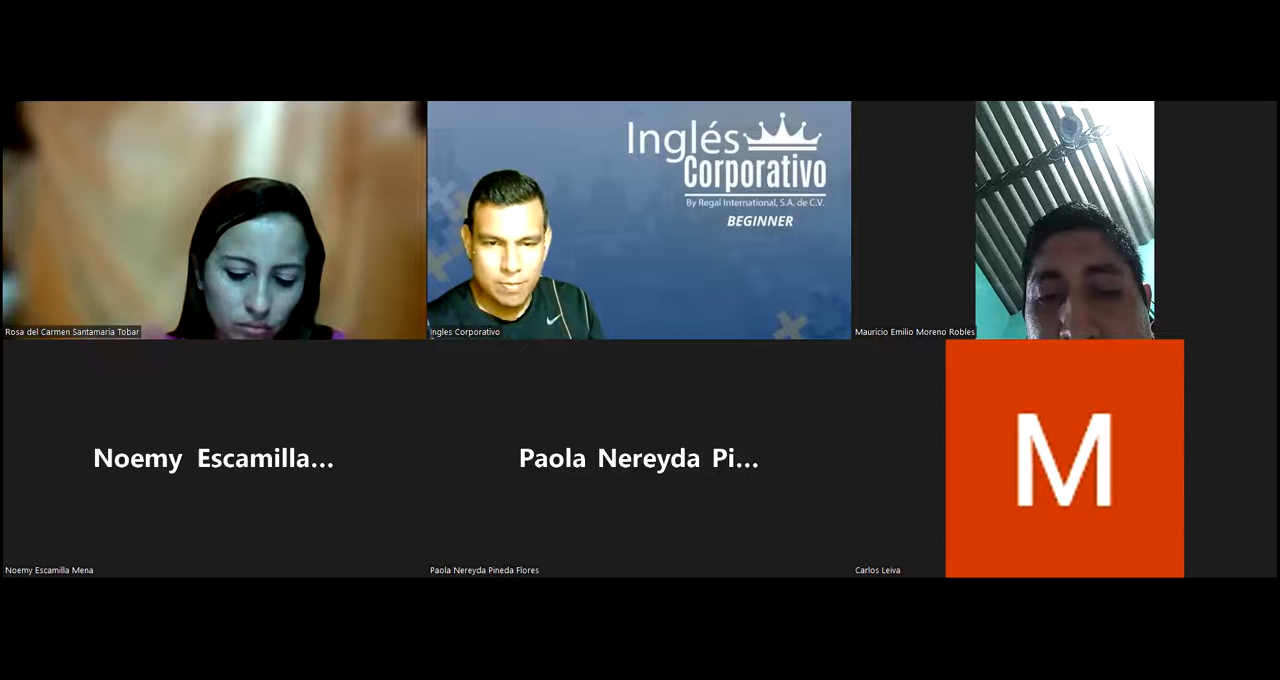 Inglés
Corporativo
By Regal International, S.A. de C.V.
BEGINNER
Rosa del Carmen Santamaria Tobar
Ingles Corporativo
Mauricio Emilio Moreno Robles
Noemy Escamilla...
Paola Nereyda Pi...
M
Noemy Escamilla Mena
Paola Nereyda Pineda Flores
Carlos Leiva